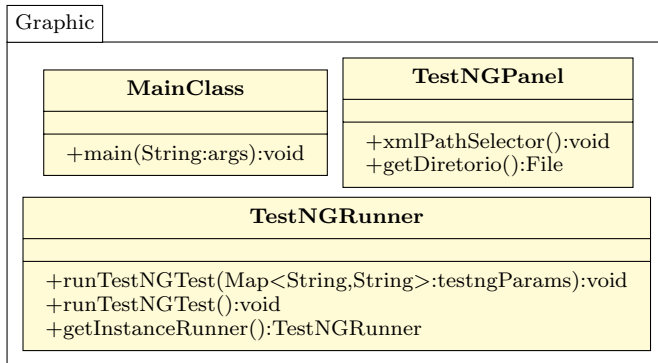 Graphic
MainClass
+main(String:args):void
TestNGPanel
+xmlPathSelector():void
+getDiretorio():File
TestNGRunner
+runTestNGTest(Map<String,String>:testngParams):void
+runTestNGTest():void
+getInstanceRunner():TestNGRunner